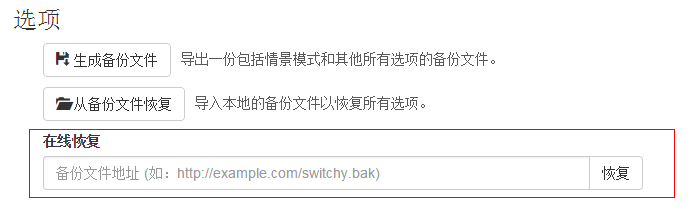 选项
生成备份文件 导出一份包括情景模式和其他所有选项的备份文件。
从备份文件恢复 导入本地的备份文件以恢复所有选项。
在线恢复
备份文件地址 (如：http://example.com/switchy.bak) 恢复